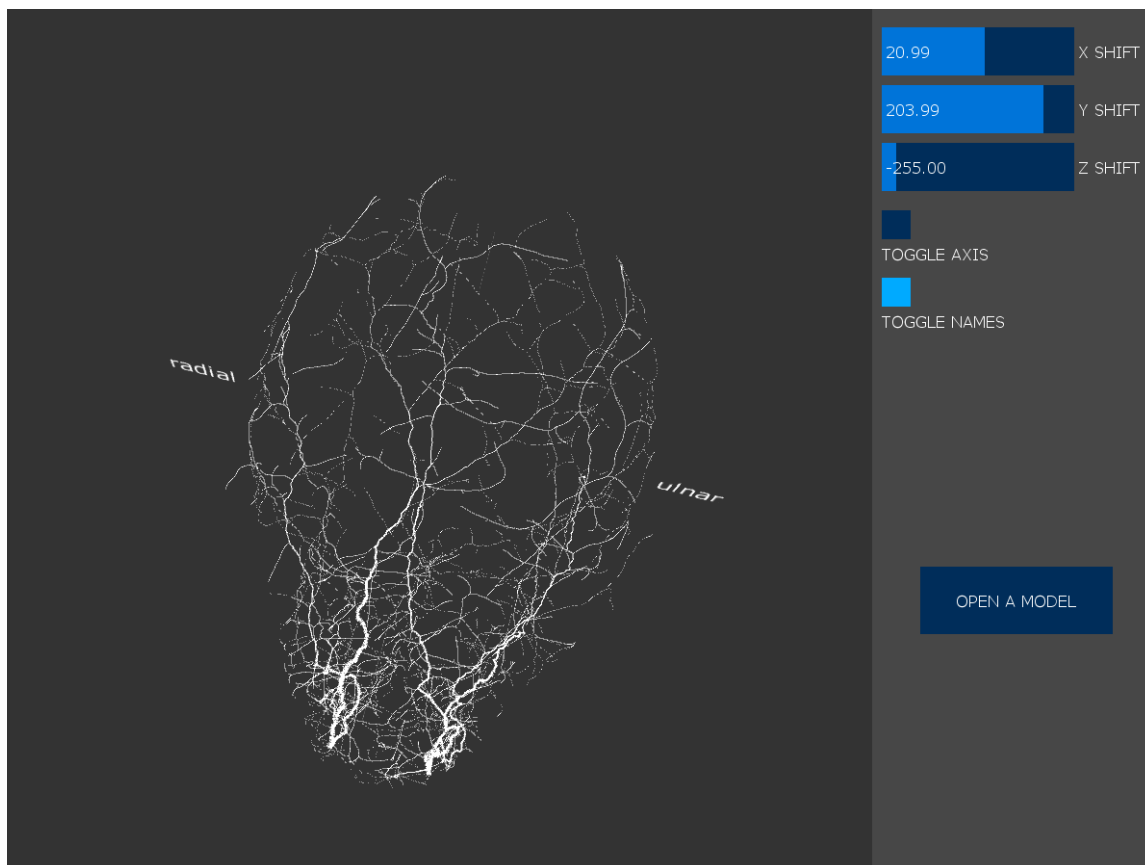 radial
ulnar
20.99 X SHIFT
203.99 Y SHIFT
-255.00 Z SHIFT
TOGGLE AXIS
TOGGLE NAMES
OPEN A MODEL